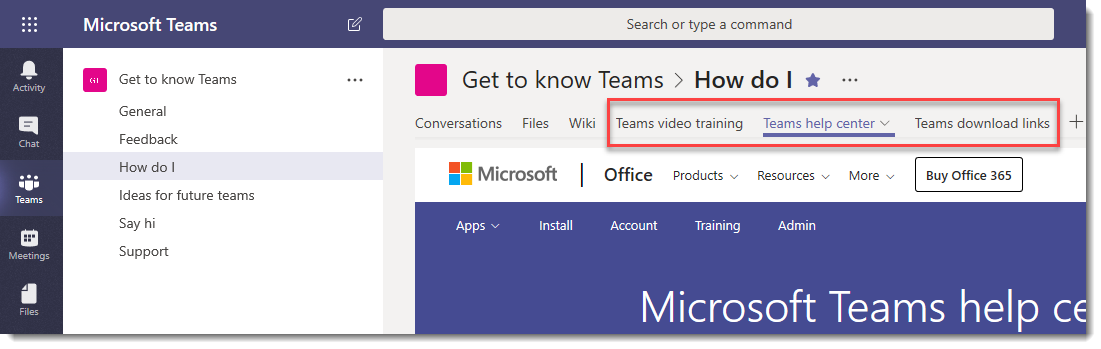 Microsoft Teams
Search or type a command
Activity
Chat
Teams
Meetings
Files
GT Get to know Teams
General
Feedback
How do I
Ideas for future teams
Say hi
Support
Get to know Teams > How do I
Conversations Files Wiki Teams video training Teams help center Teams download links
Microsoft Office Products Resources More Buy Office 365
Apps Install Account Training Admin
Microsoft Teams help ce